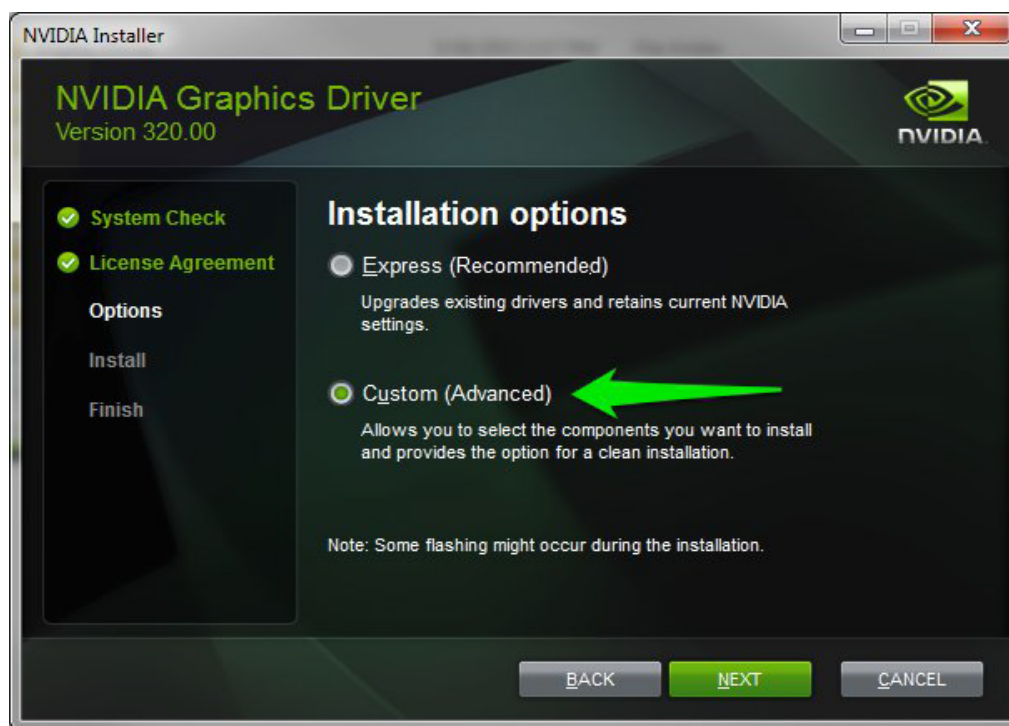 NVIDIA Installer
NVIDIA Graphics Driver
Version 320.00
NVIDIA
System Check
License Agreement
Options
Install
Finish
Installation options
Express (Recommended)
Upgrades existing drivers and retains current NVIDIA
settings.
Custom (Advanced)
Allows you to select the components you want to install
and provides the option for a clean installation.
Note: Some flashing might occur during the installation.
BACK
NEXT
CANCEL